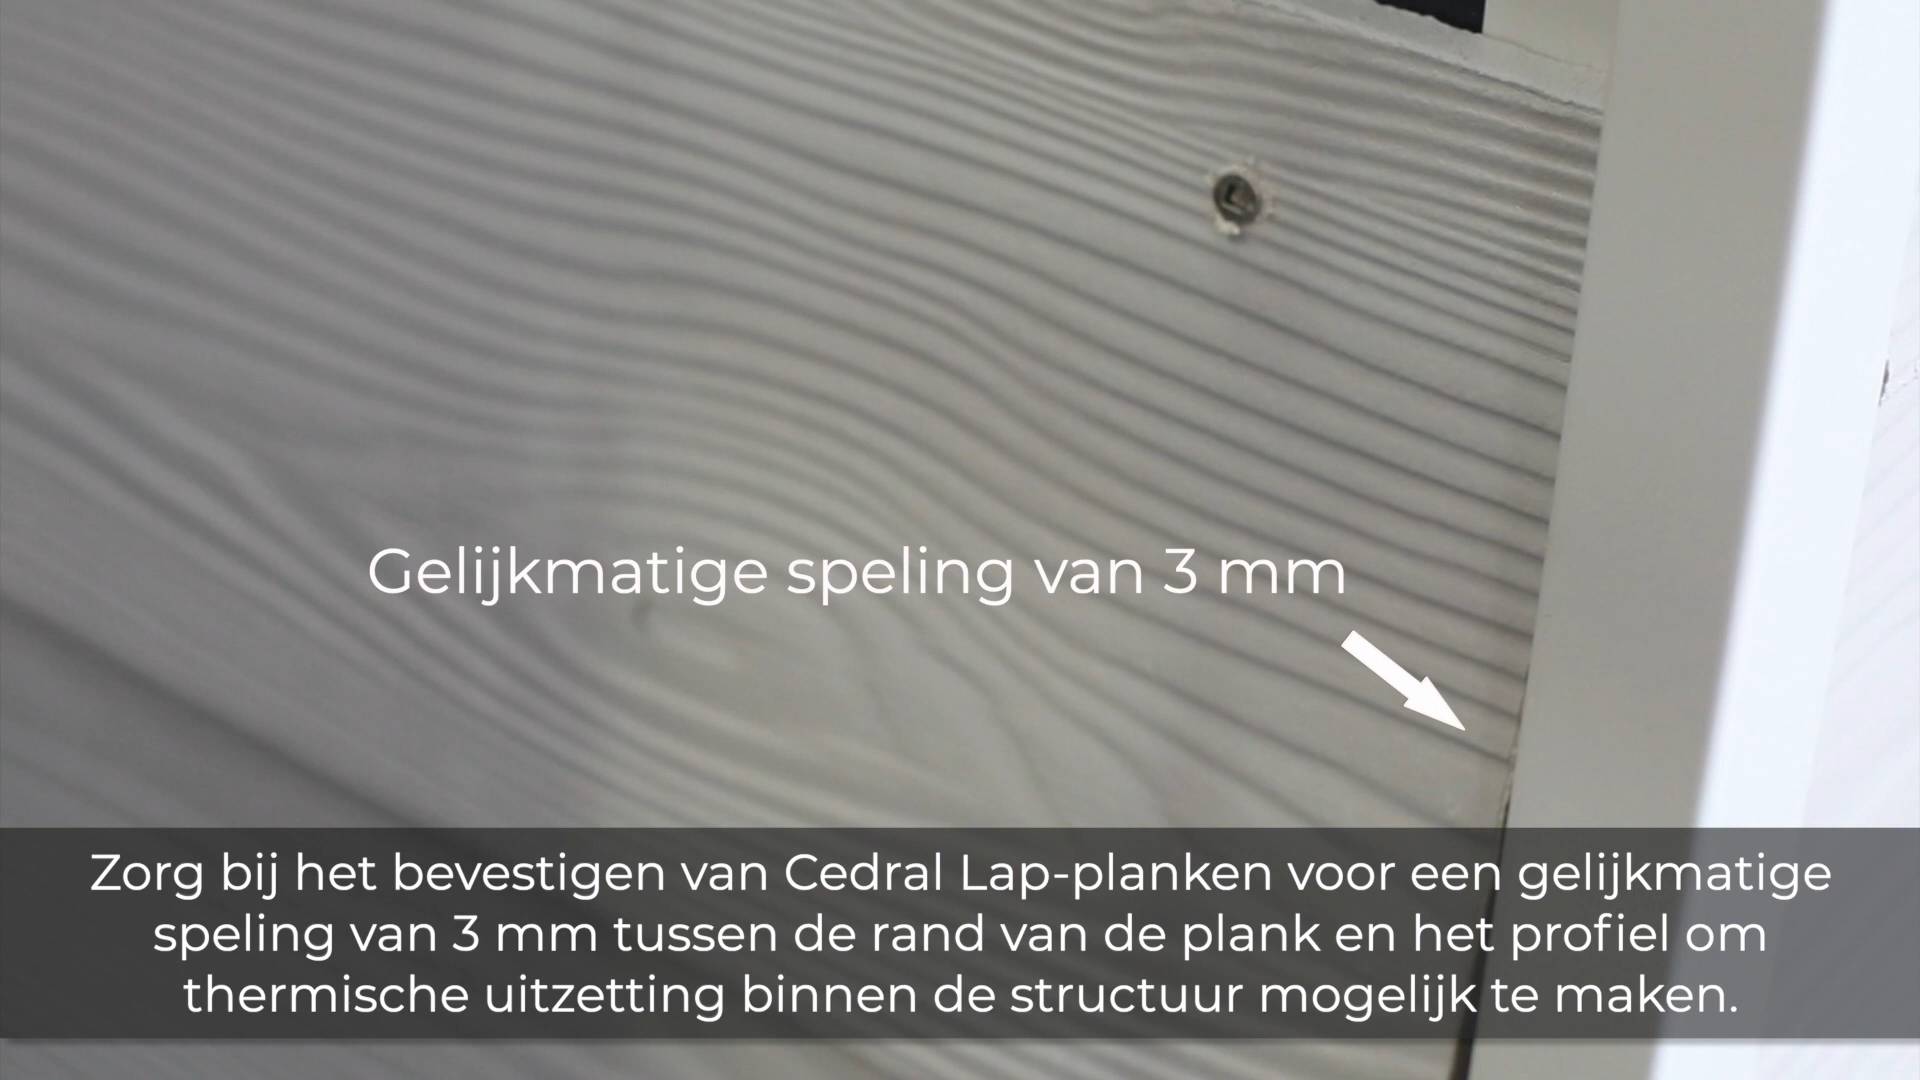 Gelijkmatige speling van 3 mm
Zorg bij het bevestigen van Cedral Lap-planken voor een gelijkmatige
speling van 3 mm tussen de rand van de plank en het profiel om
thermische uitzetting binnen de structuur mogelijk te maken.